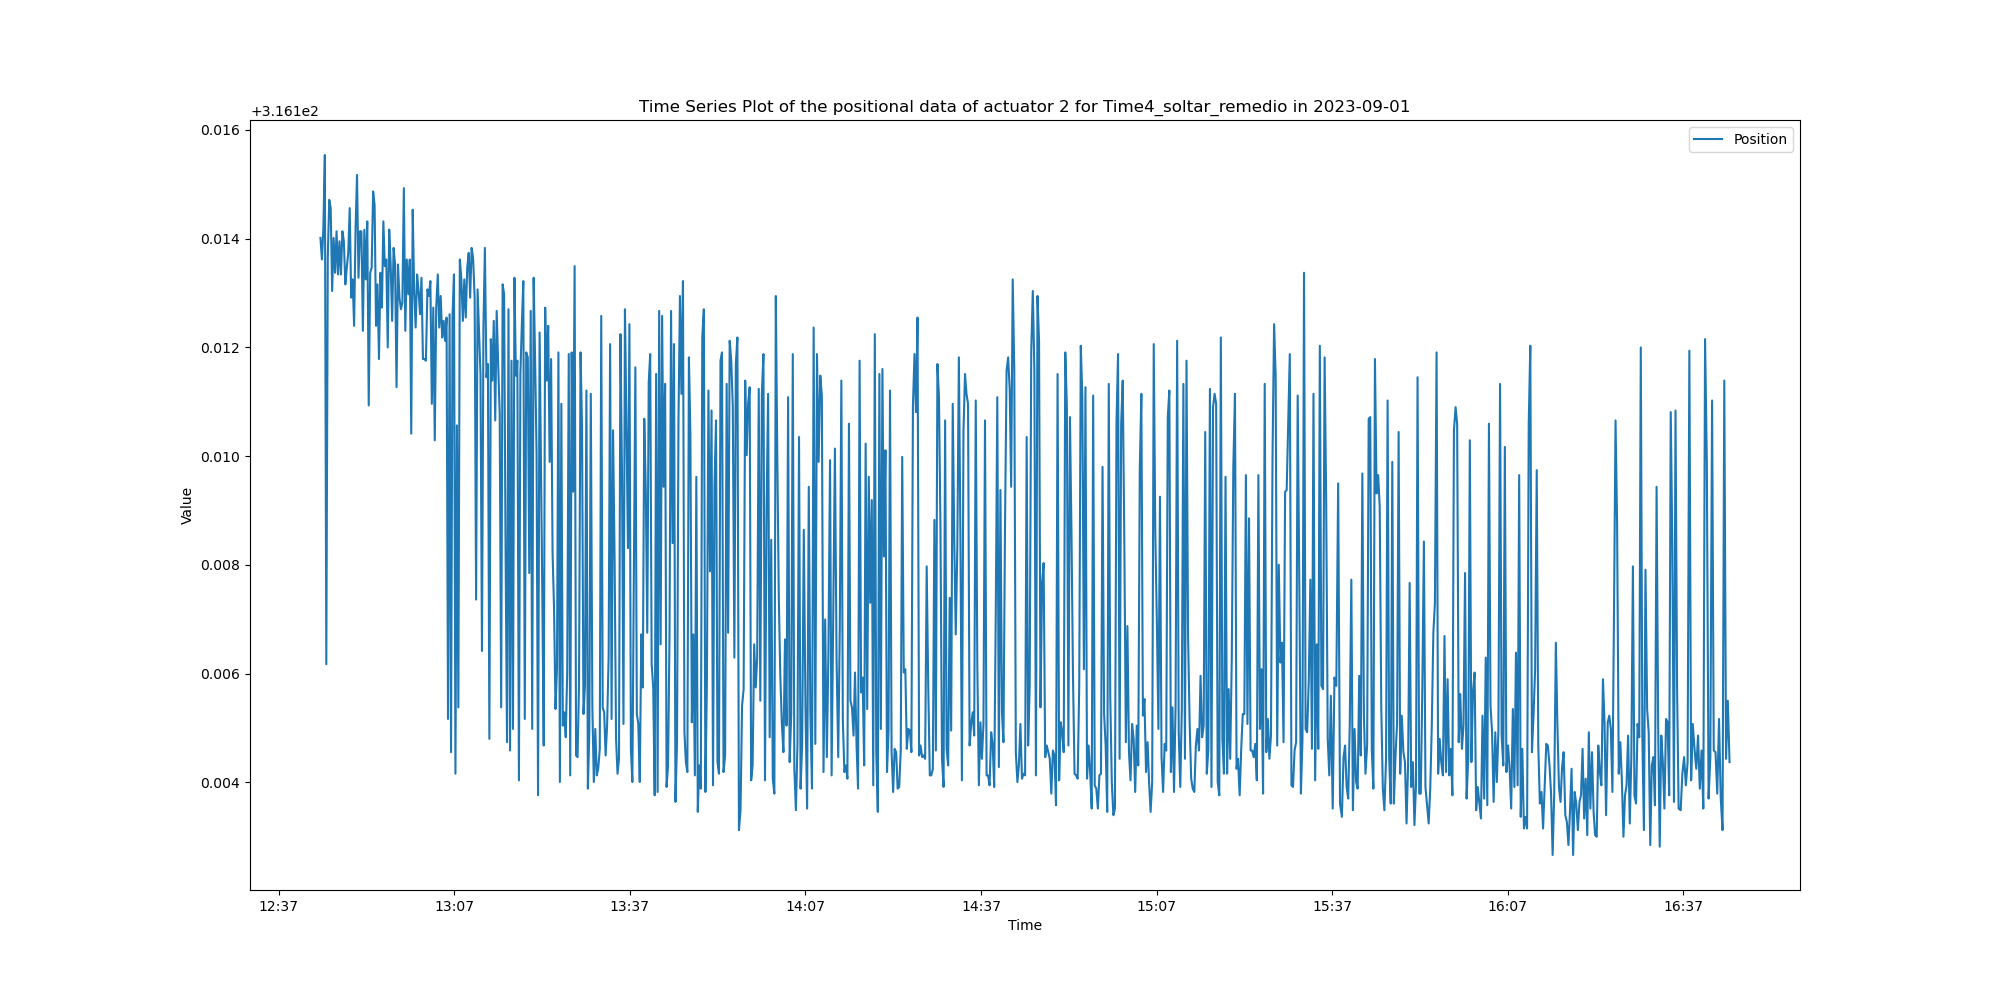 Time Series Plot of the positional data of actuator 2 for Time4_soltar_remedio in 2023-09-01
+3.161e2
Position
0.016
0.014
0.012
0.010
0.008
0.006
0.004
Value
12:37 13:07 13:37 14:07 14:37 15:07 15:37 16:07 16:37
Time